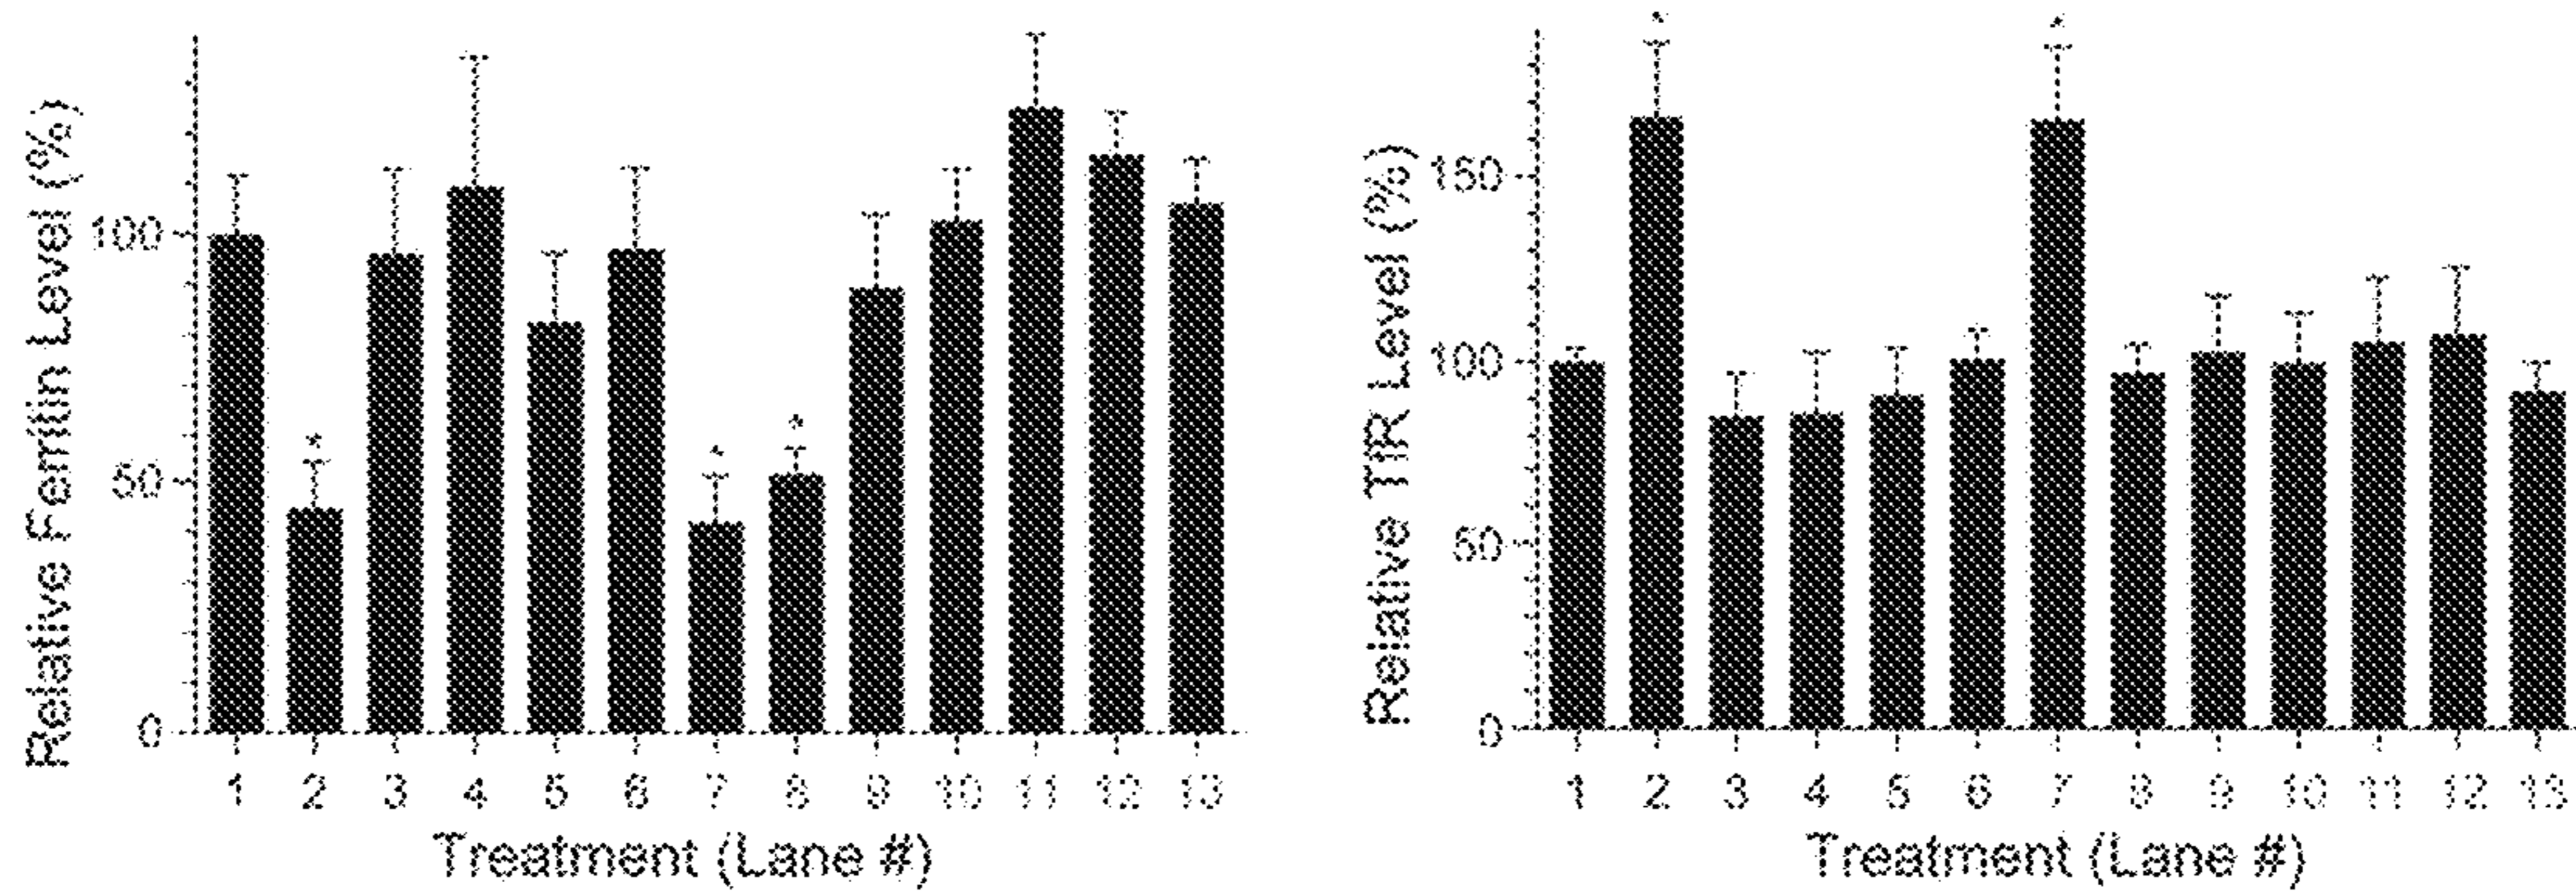 Relative Ferritin Level (%)
100
50
0
1 2 3 4 5 6 7 8 9 10 11 12 13
Treatment (Lane #)
* * *
Relative TfR Level (%)
150
100
50
0
1 2 3 4 5 6 7 8 9 10 11 12 13
Treatment (Lane #)
* *